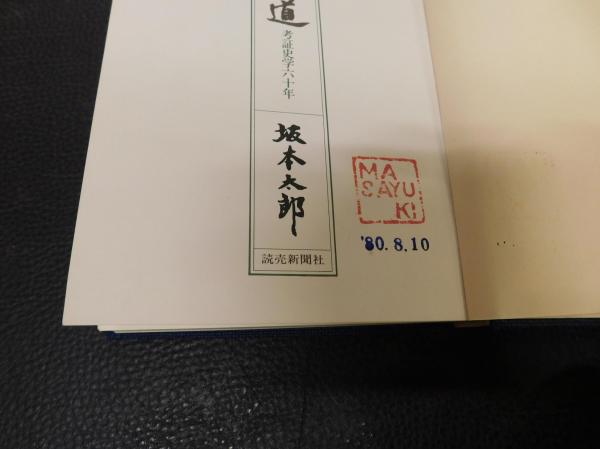 道
考証史学六十年
坂本太郎
読売新聞社
MA
SAYU
KI
'80.8.10